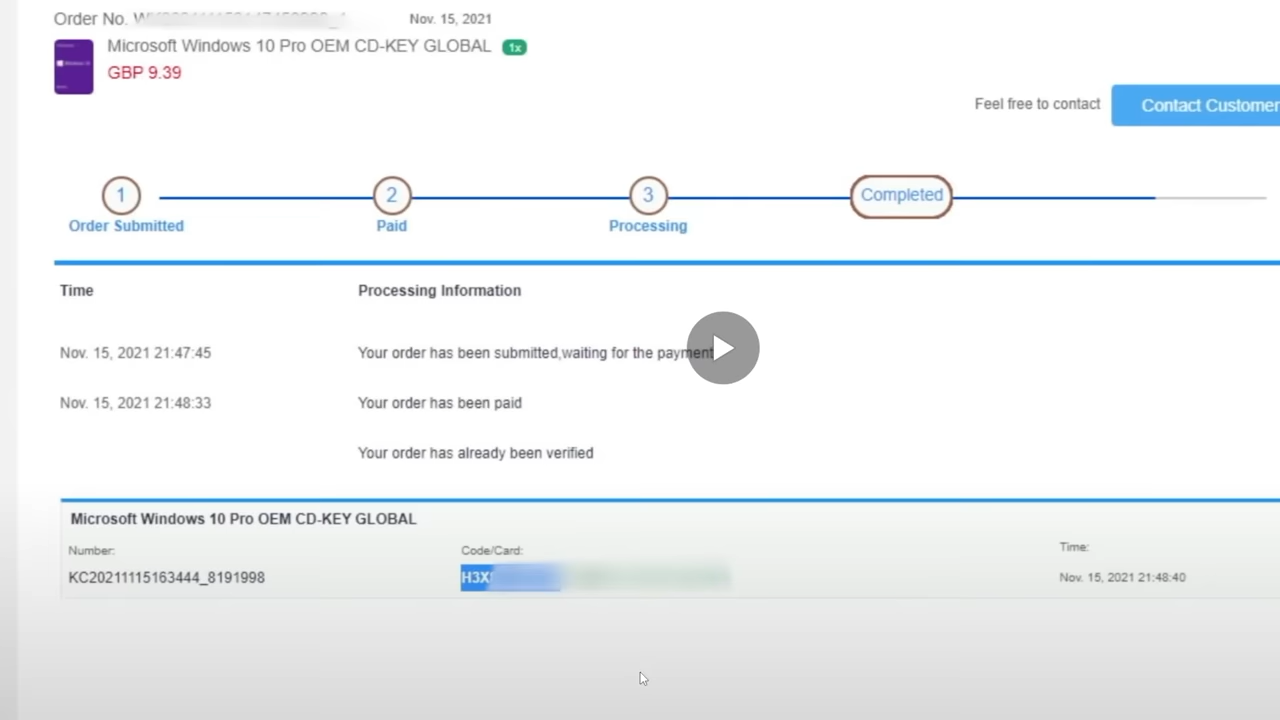 Order No.
Nov. 15, 2021
Microsoft Windows 10 Pro OEM CD-KEY GLOBAL 1x
GBP 9.39
Feel free to contact
Contact Customer
1
2
3
Completed
Order Submitted
Paid
Processing
Time
Processing Information
Nov. 15, 2021 21:47:45
Your order has been submitted,waiting for the payment
Nov. 15, 2021 21:48:33
Your order has been paid
Your order has already been verified
Microsoft Windows 10 Pro OEM CD-KEY GLOBAL
Number:
Code/Card:
Time:
KC20211115163444_8191998
H3X
Nov. 15, 2021 21:48:40